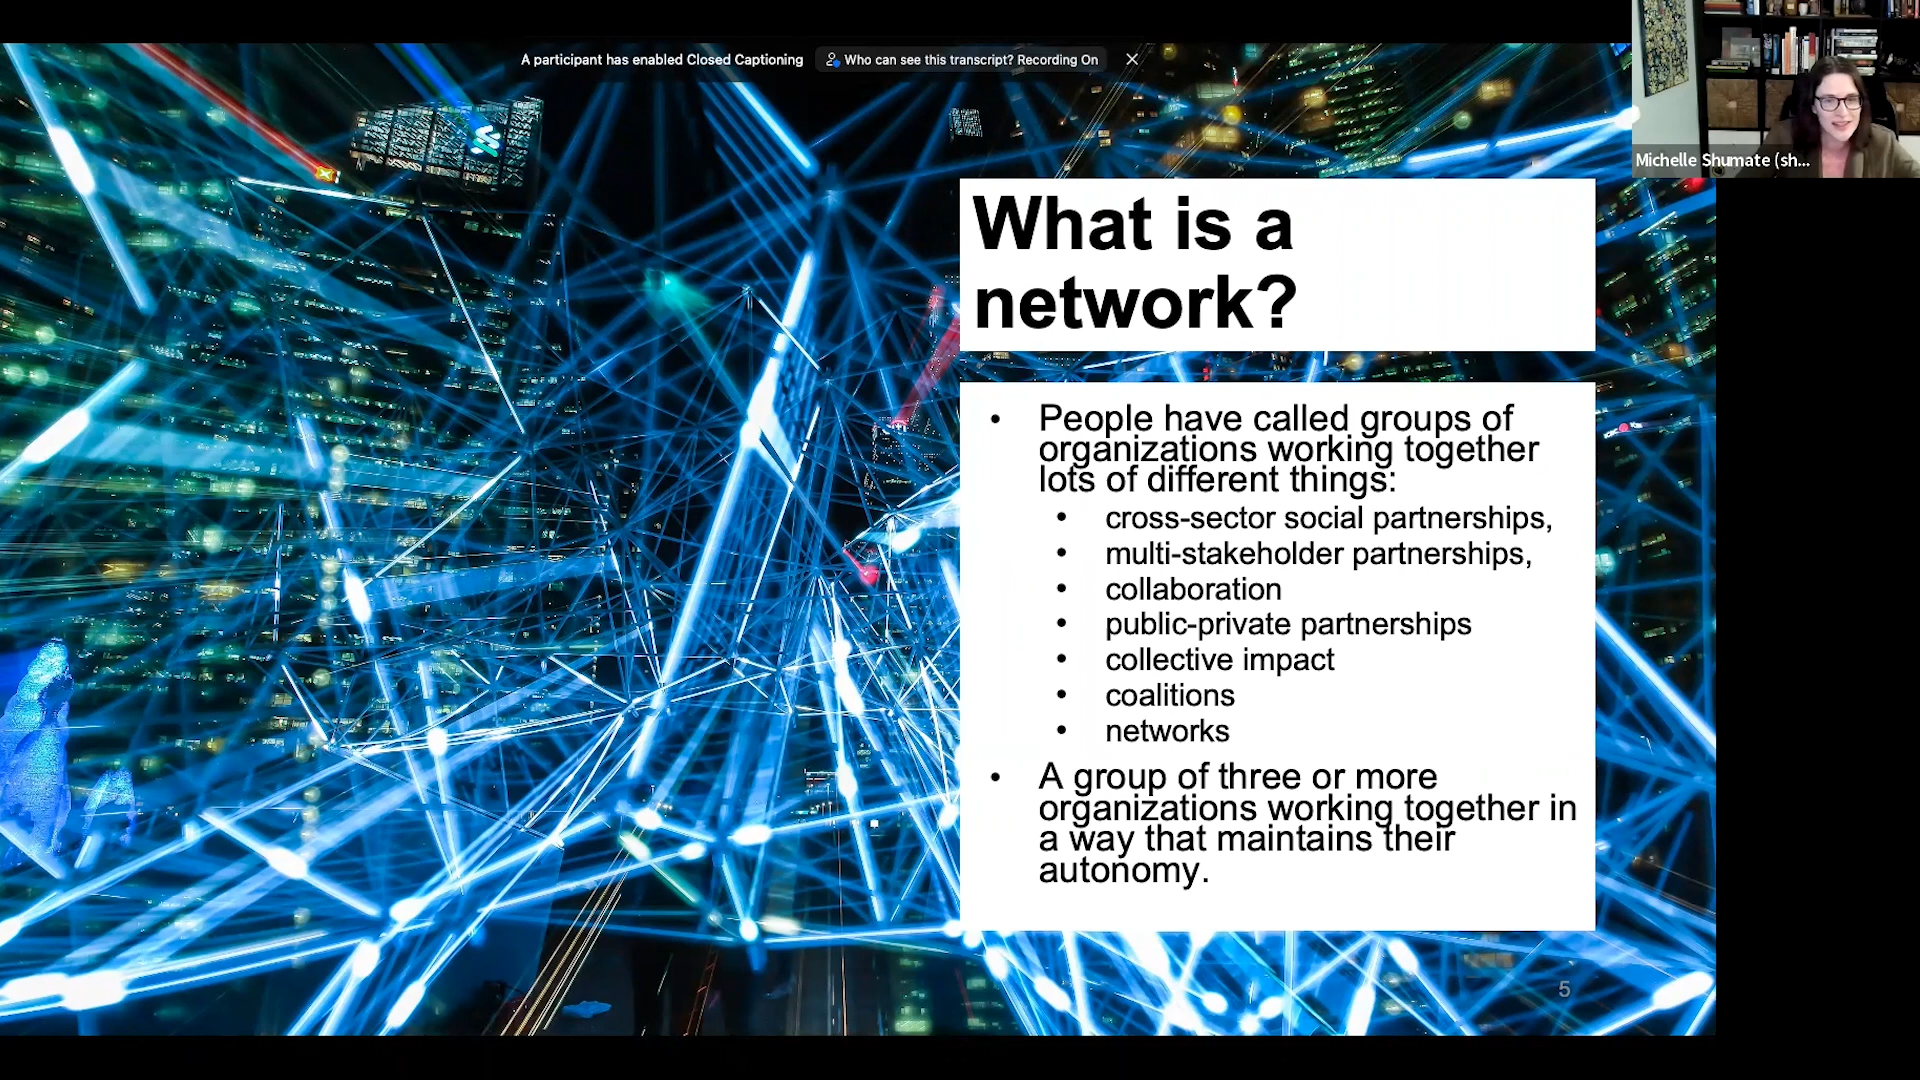 A participant has enabled Closed Captioning
Who can see this transcript? Recording On
Michelle Shumate (sh...
What is a
network?
• People have called groups of
organizations working together
lots of different things:
• cross-sector social partnerships,
• multi-stakeholder partnerships,
• collaboration
• public-private partnerships
• collective impact
• coalitions
• networks
• A group of three or more
organizations working together in
a way that maintains their
autonomy.
5